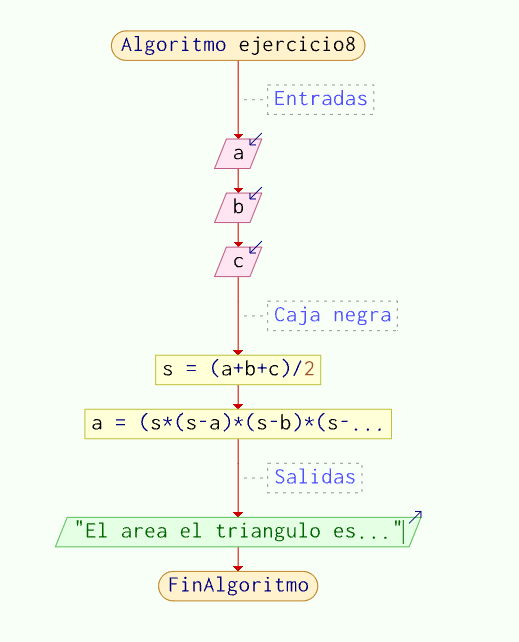 Algoritmo ejercicio8
Entradas
a
b
c
Caja negra
s = (a+b+c)/2
a = (s*(s-a)*(s-b)*(s-...
Salidas
"El area el triangulo es..."
FinAlgoritmo